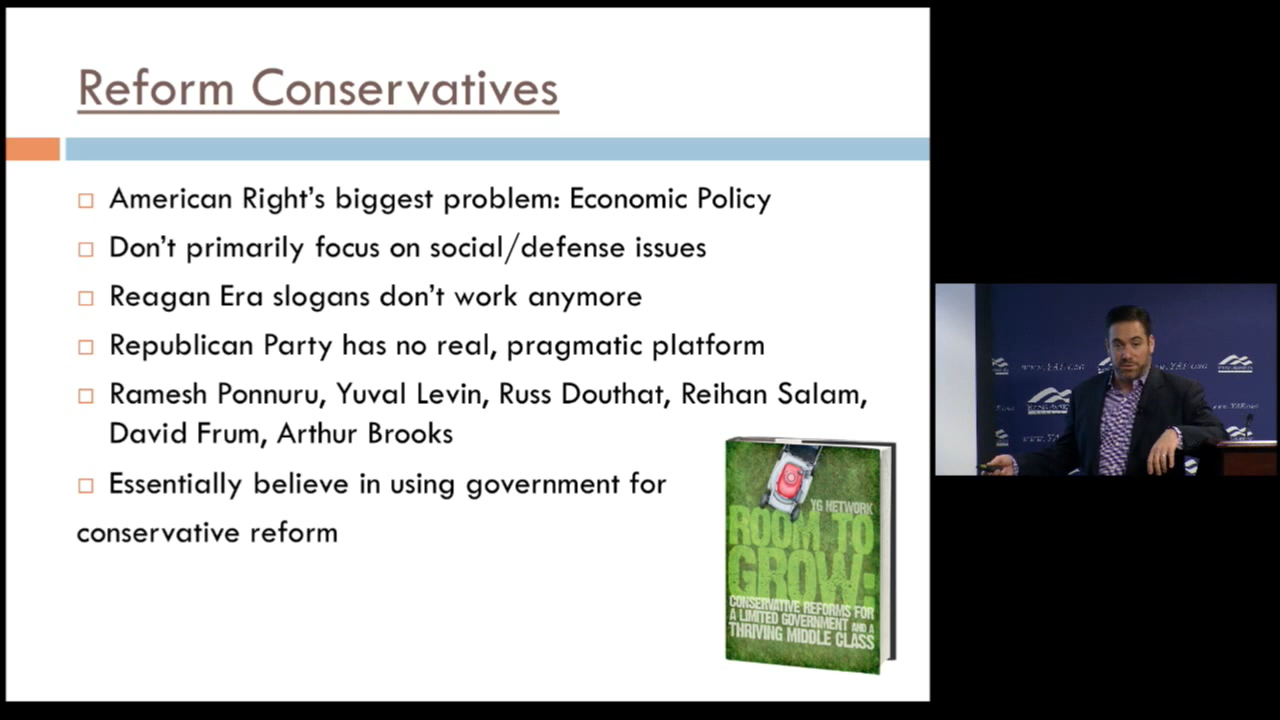 Reform Conservatives
American Right's biggest problem: Economic Policy
Don't primarily focus on social/defense issues
Reagan Era slogans don't work anymore
Republican Party has no real, pragmatic platform
Ramesh Ponnuru, Yuval Levin, Russ Douthat, Reihan Salam,
David Frum, Arthur Brooks
Essentially believe in using government for
conservative reform
YG NETWORK
ROOM TO
GROW:
CONSERVATIVE REFORMS FOR
A LIMITED GOVERNMENT AND A
THRIVING MIDDLE CLASS
WWW.YAF.ORG